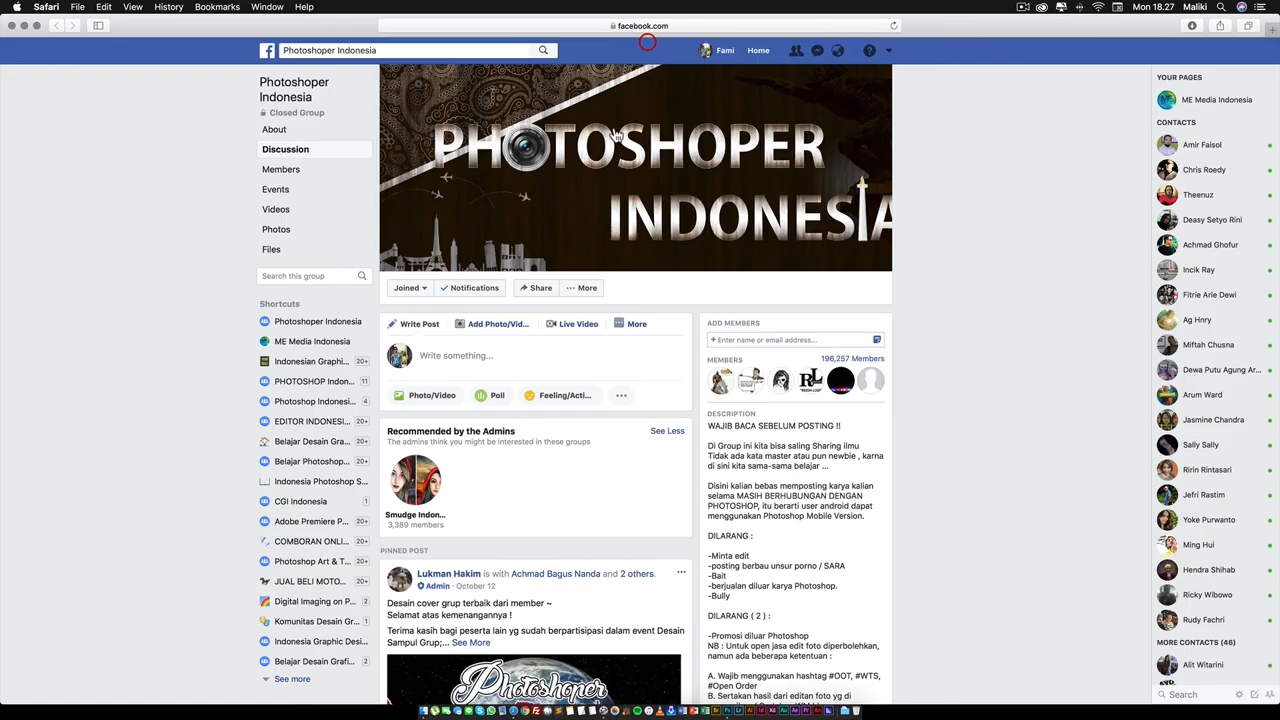 Safari File Edit View History Bookmarks Window Help
Mon 18.27 Maliki
facebook.com
Photoshoper Indonesia
Fami Home
Photoshoper
Indonesia
Closed Group
About
Discussion
Members
Events
Videos
Photos
Files
Search this group
Shortcuts
Photoshoper Indonesia
ME Media Indonesia
Indonesian Graphi... 20+
PHOTOSHOP Indon... 11
Photoshop Indonesi... 4
EDITOR INDONESI... 20+
Belajar Desain Gra... 20+
Belajar Photoshop... 20+
Indonesia Photoshop S...
CGI Indonesia 1
Adobe Premiere P... 20+
COMBORAN ONLI... 20+
Photoshop Art & T... 20+
JUAL BELI MOTO... 20+
Digital Imaging on P... 2
Komunitas Desain Gr... 1
Indonesia Graphic Desi...
Belajar Desain Grafi... 2
See more
PHOTOSHOPER
INDONESIA
Joined Notifications Share More
Write Post Add Photo/Vid... Live Video More
Write something...
Photo/Video Poll Feeling/Acti...
Recommended by the Admins See Less
The admins think you might be interested in these groups
Smudge Indon...
3,389 members
PINNED POST
Lukman Hakim is with Achmad Bagus Nanda and 2 others.
Admin · October 12
Desain cover grup terbaik dari member ~
Selamat atas kemenangannya !
Terima kasih bagi peserta lain yg sudah berpartisipasi dalam event Desain
Sampul Grup;... See More
Photoshoper
ADD MEMBERS
+ Enter name or email address...
MEMBERS 196,257 Members
DESCRIPTION
WAJIB BACA SEBELUM POSTING !!
Di Group ini kita bisa saling Sharing ilmu
Tidak ada kata master atau pun newbie , karna
di sini kita sama-sama belajar ...
Disini kalian bebas memposting karya kalian
selama MASIH BERHUBUNGAN DENGAN
PHOTOSHOP, itu berarti user android dapat
menggunakan Photoshop Mobile Version.
DILARANG :
-Minta edit
-posting berbau unsur porno / SARA
-Bait
-berjualan diluar karya Photoshop.
-Bully
DILARANG ( 2 ) :
-Promosi diluar Photoshop
NB : Untuk open jasa edit foto diperbolehkan,
namun ada beberapa ketentuan :
A. Wajib menggunakan hashtag #OOT, #WTS,
#Open Order
B. Sertakan hasil dari editan foto yg di
YOUR PAGES
ME Media Indonesia
CONTACTS
Amir Faisol
Chris Roedy
Theenuz
Deasy Setyo Rini
Achmad Ghofur
Incik Ray
Fitrie Arie Dewi
Ag Hnry
Miftah Chusna
Dewa Putu Agung Ar...
Arum Ward
Jasmine Chandra
Sally Sally
Ririn Rintasari
Jefri Rastim
Yoke Purwanto
Ming Hui
Hendra Shihab
Ricky Wibowo
Rudy Fachri
MORE CONTACTS (46)
Alit Witarini
Search